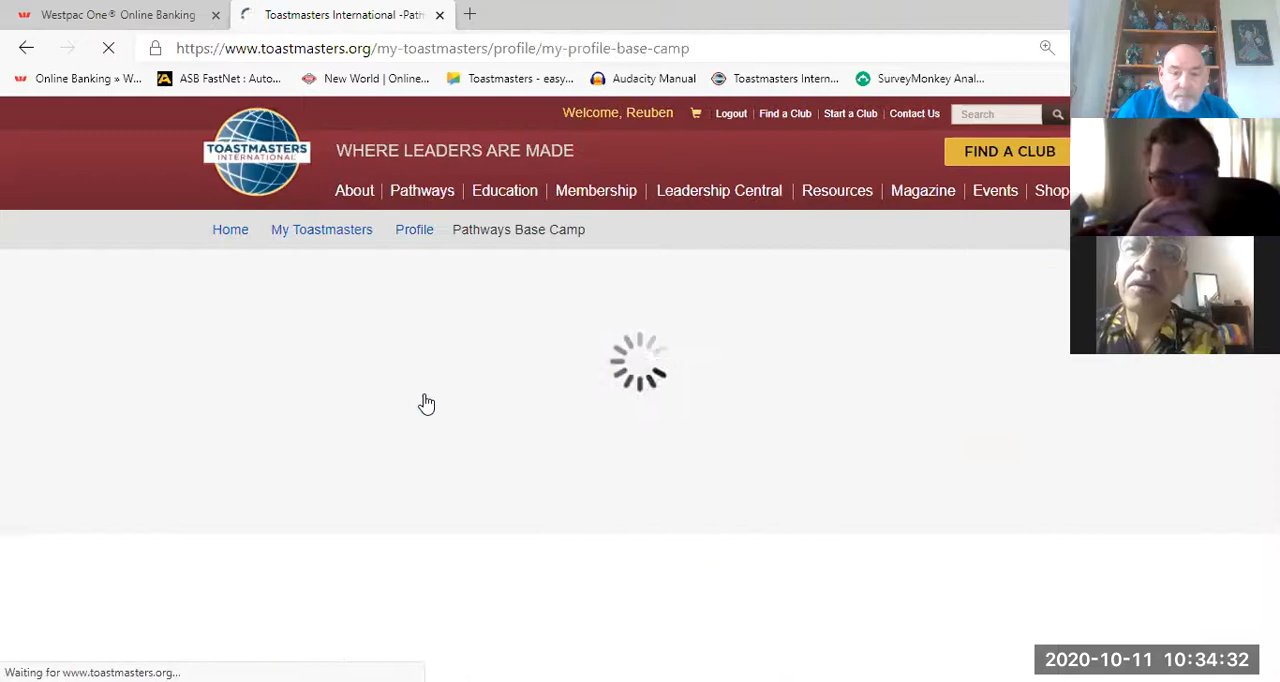 Westpac One® Online Banking
Toastmasters International -Path
https://www.toastmasters.org/my-toastmasters/profile/my-profile-base-camp
Online Banking » W...
ASB FastNet : Auto...
New World | Online...
Toastmasters - easy...
Audacity Manual
Toastmasters Intern...
SurveyMonkey Anal...
Welcome, Reuben
Logout | Find a Club | Start a Club | Contact Us
Search
TOASTMASTERS
INTERNATIONAL
WHERE LEADERS ARE MADE
FIND A CLUB
About | Pathways | Education | Membership | Leadership Central | Resources | Magazine | Events | Shop
Home My Toastmasters Profile Pathways Base Camp
Waiting for www.toastmasters.org...
2020-10-11 10:34:32